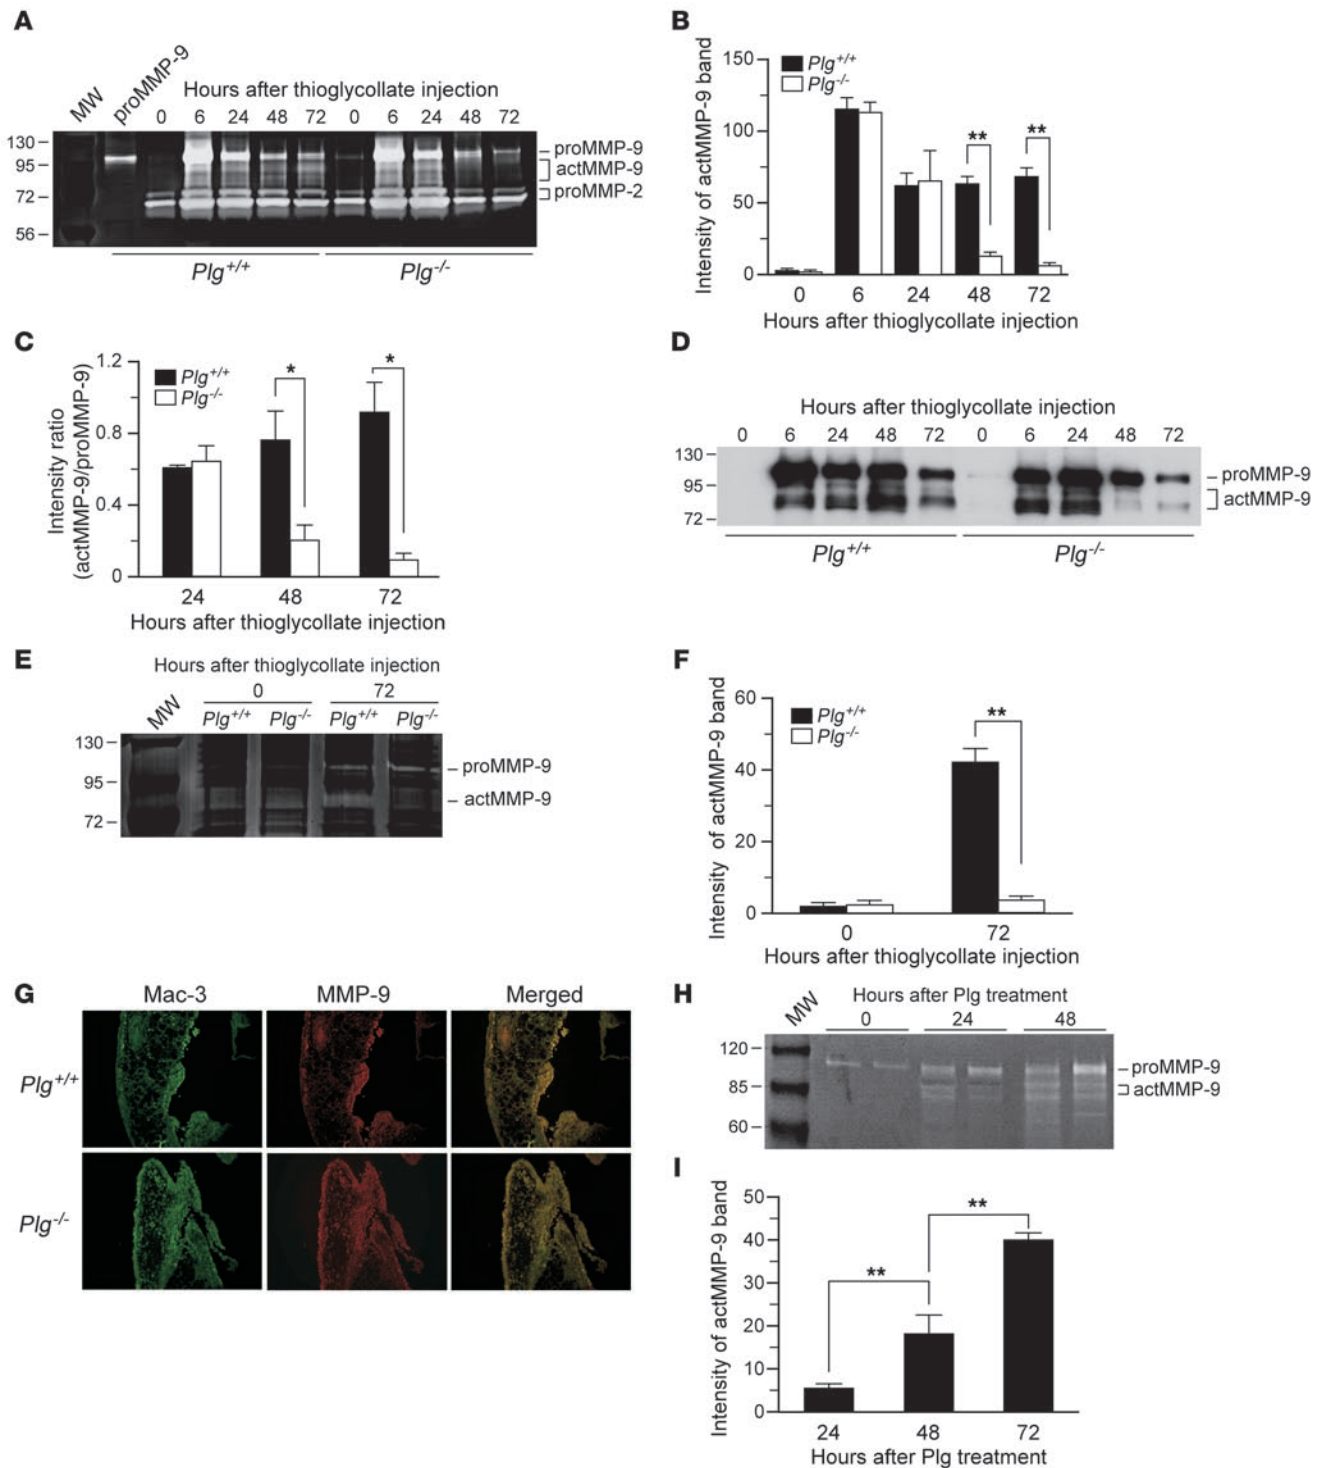 A
MW
proMMP-9
Hours after thioglycollate injection
0 6 24 48 72 0 6 24 48 72
130
95
72
56
proMMP-9
actMMP-9
proMMP-2
Plg+/+
Plg-/-
B
Intensity of actMMP-9 band
150
100
50
0
Plg+/+
Plg-/-
**
**
0 6 24 48 72
Hours after thioglycollate injection
C
Intensity ratio
(actMMP-9/proMMP-9)
1.2
0.8
0.4
0
Plg+/+
Plg-/-
*
*
24 48 72
Hours after thioglycollate injection
D
Hours after thioglycollate injection
0 6 24 48 72 0 6 24 48 72
130
95
72
proMMP-9
actMMP-9
Plg+/+
Plg-/-
E
Hours after thioglycollate injection
0 72
MW
Plg+/+ Plg-/- Plg+/+ Plg-/-
130
95
72
proMMP-9
actMMP-9
F
Intensity of actMMP-9 band
60
40
20
0
Plg+/+
Plg-/-
**
0 72
Hours after thioglycollate injection
G
Mac-3 MMP-9 Merged
Plg+/+
Plg-/-
H
MW
Hours after Plg treatment
0 24 48
120
85
60
proMMP-9
actMMP-9
I
Intensity of actMMP-9 band
50
40
30
20
10
0
**
**
24 48 72
Hours after Plg treatment